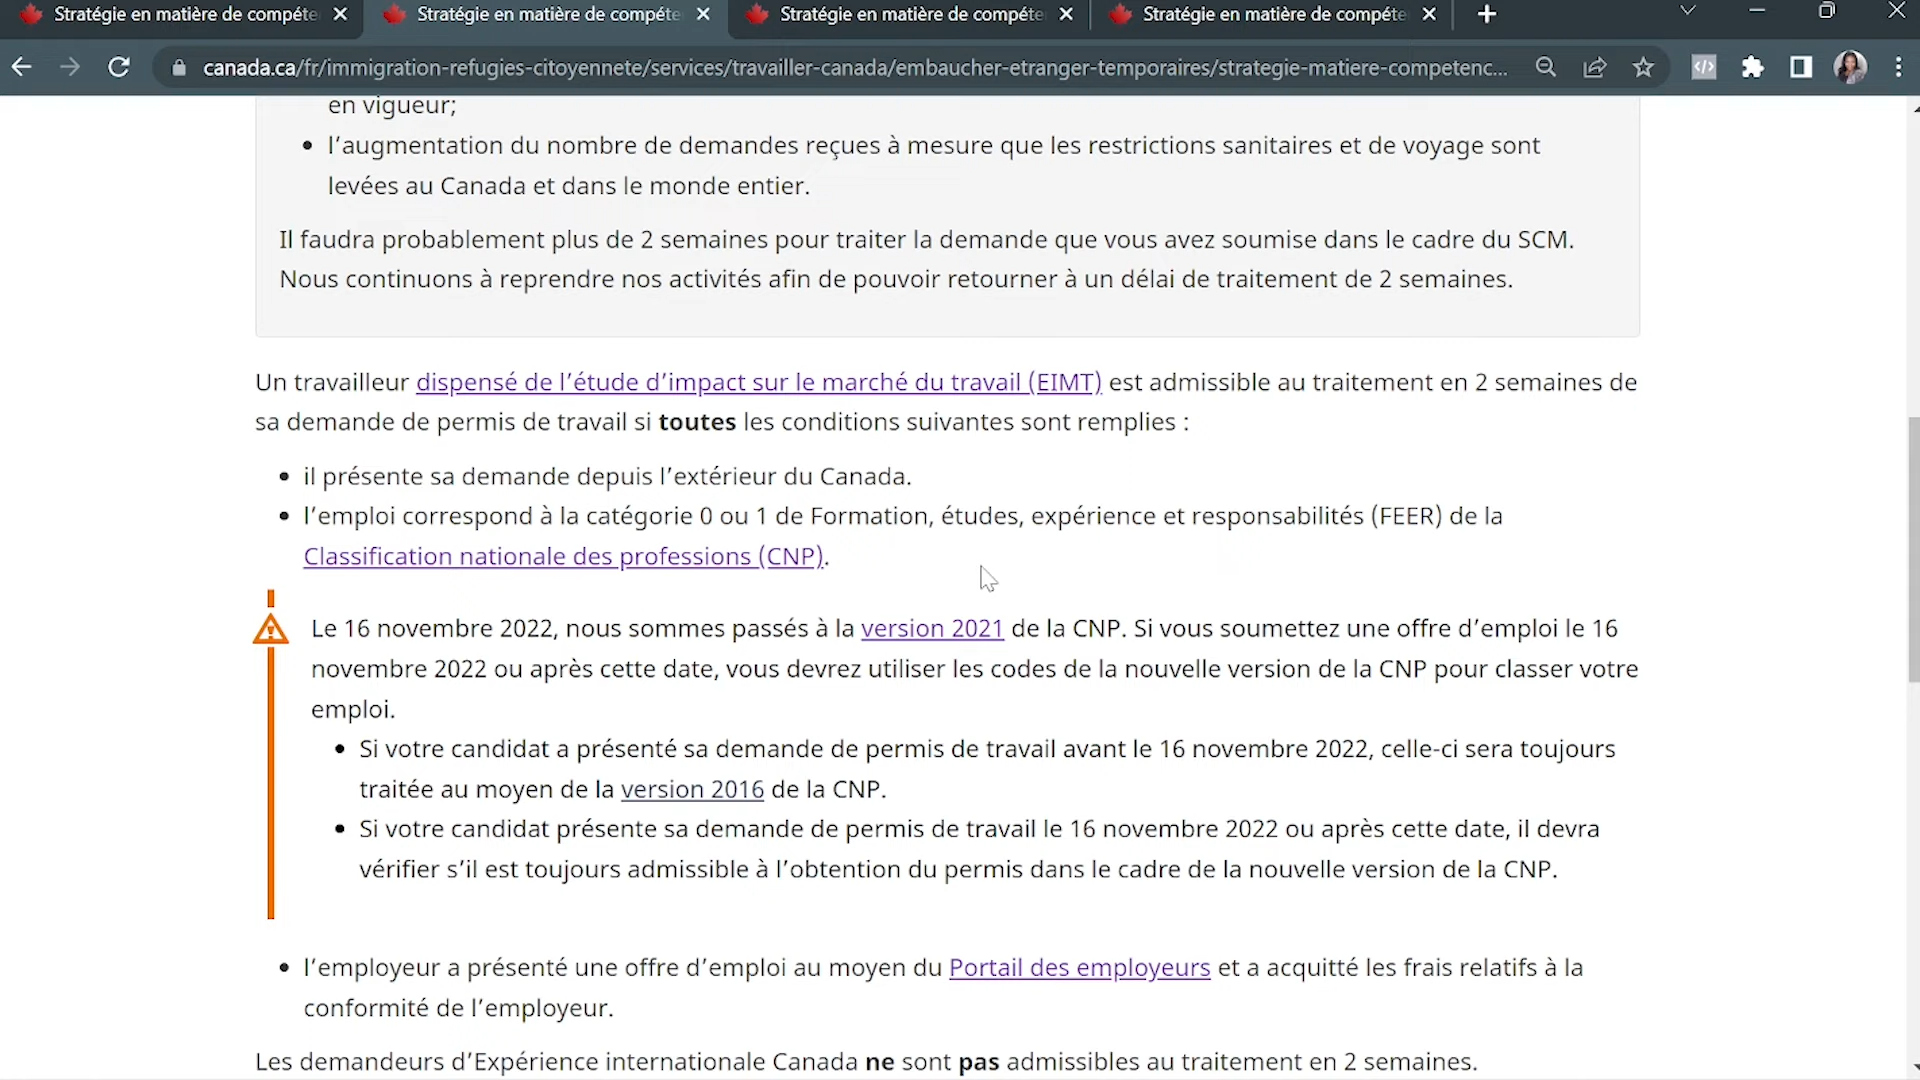 Stratégie en matière de compéte
Stratégie en matière de compéte
Stratégie en matière de compéte
Stratégie en matière de compéte
canada.ca/fr/immigration-refugies-citoyennete/services/travailler-canada/embaucher-etranger-temporaires/strategie-matiere-competenc...
en vigueur;
• l'augmentation du nombre de demandes reçues à mesure que les restrictions sanitaires et de voyage sont
levées au Canada et dans le monde entier.
Il faudra probablement plus de 2 semaines pour traiter la demande que vous avez soumise dans le cadre du SCM.
Nous continuons à reprendre nos activités afin de pouvoir retourner à un délai de traitement de 2 semaines.
Un travailleur dispensé de l'étude d'impact sur le marché du travail (EIMT) est admissible au traitement en 2 semaines de
sa demande de permis de travail si toutes les conditions suivantes sont remplies :
• il présente sa demande depuis l'extérieur du Canada.
• l'emploi correspond à la catégorie 0 ou 1 de Formation, études, expérience et responsabilités (FEER) de la
Classification nationale des professions (CNP).
Le 16 novembre 2022, nous sommes passés à la version 2021 de la CNP. Si vous soumettez une offre d'emploi le 16
novembre 2022 ou après cette date, vous devrez utiliser les codes de la nouvelle version de la CNP pour classer votre
emploi.
• Si votre candidat a présenté sa demande de permis de travail avant le 16 novembre 2022, celle-ci sera toujours
traitée au moyen de la version 2016 de la CNP.
• Si votre candidat présente sa demande de permis de travail le 16 novembre 2022 ou après cette date, il devra
vérifier s'il est toujours admissible à l'obtention du permis dans le cadre de la nouvelle version de la CNP.
• l'employeur a présenté une offre d'emploi au moyen du Portail des employeurs et a acquitté les frais relatifs à la
conformité de l'employeur.
Les demandeurs d'Expérience internationale Canada ne sont pas admissibles au traitement en 2 semaines.